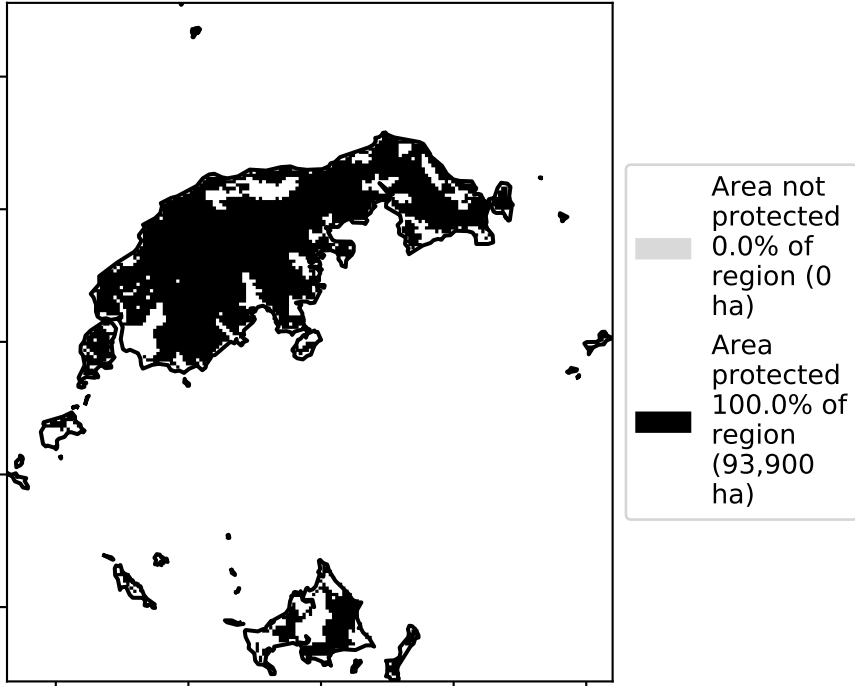 Area not
protected
0.0% of
region (0
ha)
Area
protected
100.0% of
region
(93,900
ha)